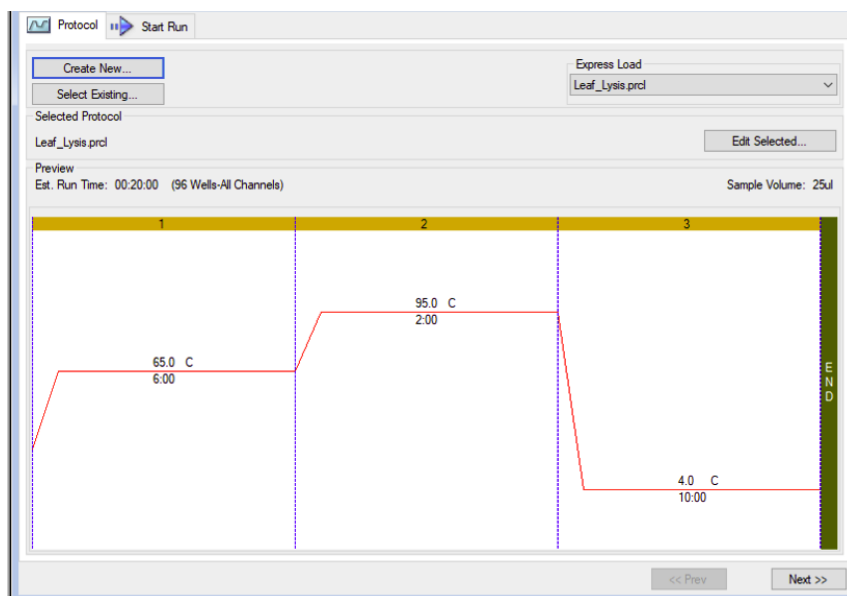 Protocol
Start Run
Create New...
Select Existing...
Express Load
Leaf_Lysis.prcl
Selected Protocol
Leaf_Lysis.prcl
Edit Selected...
Preview
Est. Run Time: 00:20:00 (96 Wells-All Channels)
Sample Volume: 25ul
1
2
3
65.0 C
6:00
95.0 C
2:00
4.0 C
10:00
END
<< Prev
Next >>